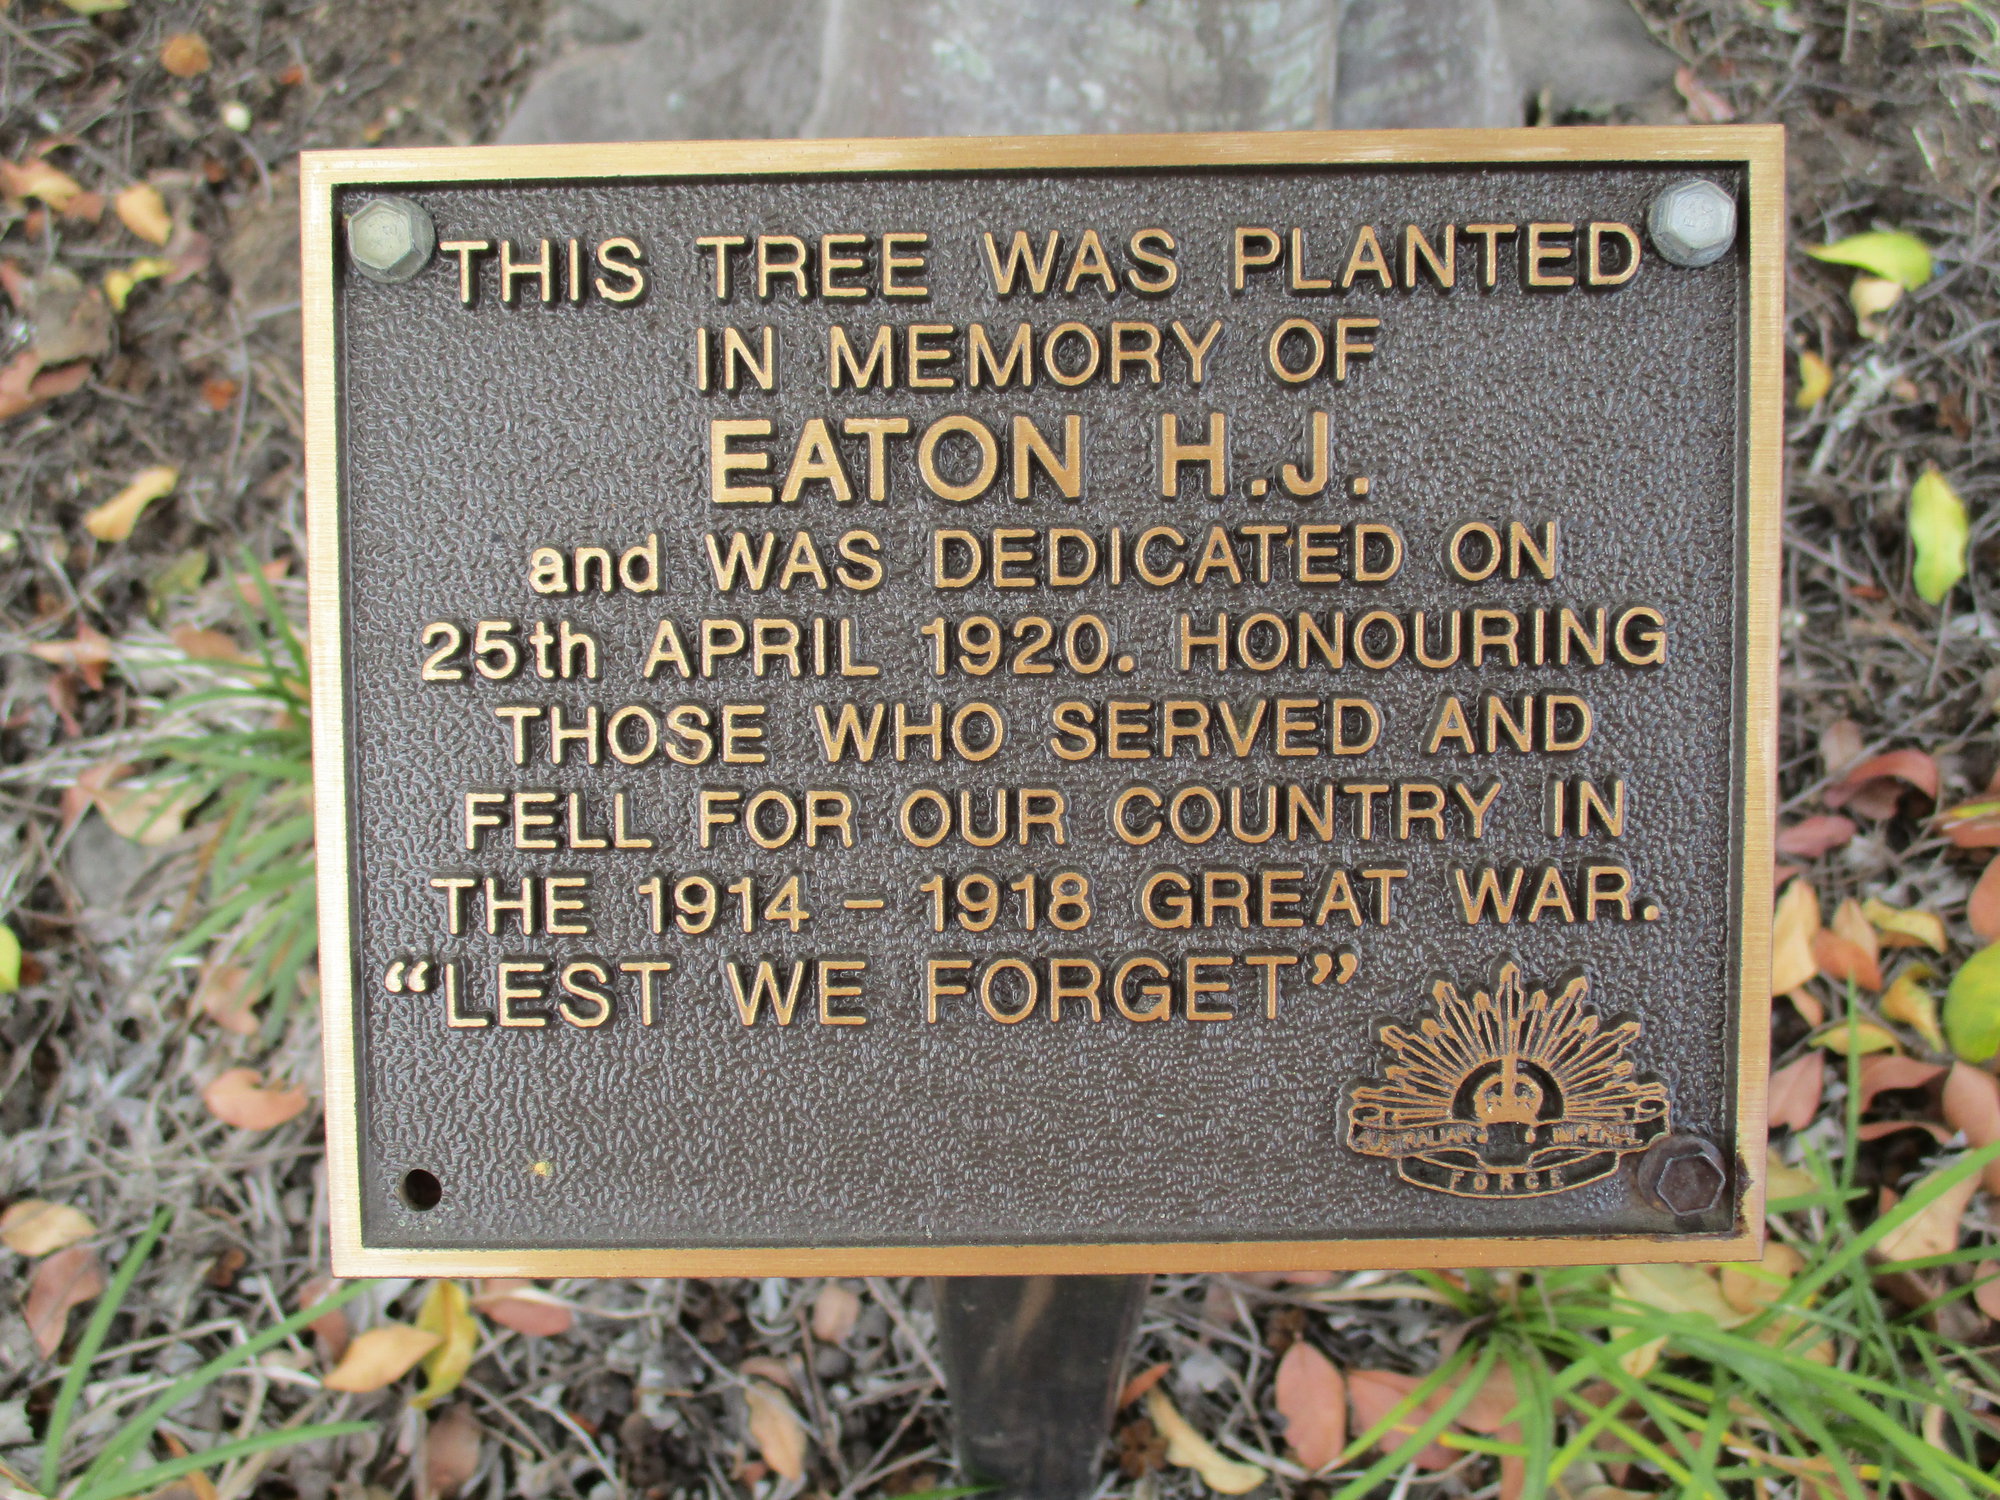 THIS TREE WAS PLANTED
IN MEMORY OF
EATON H.J.
and WAS DEDICATED ON
25th APRIL 1920. HONOURING
THOSE WHO SERVED AND
FELL FOR OUR COUNTRY IN
THE 1914 – 1918 GREAT WAR.
“LEST WE FORGET”
AUSTRALIAN IMPERIAL
FORCE